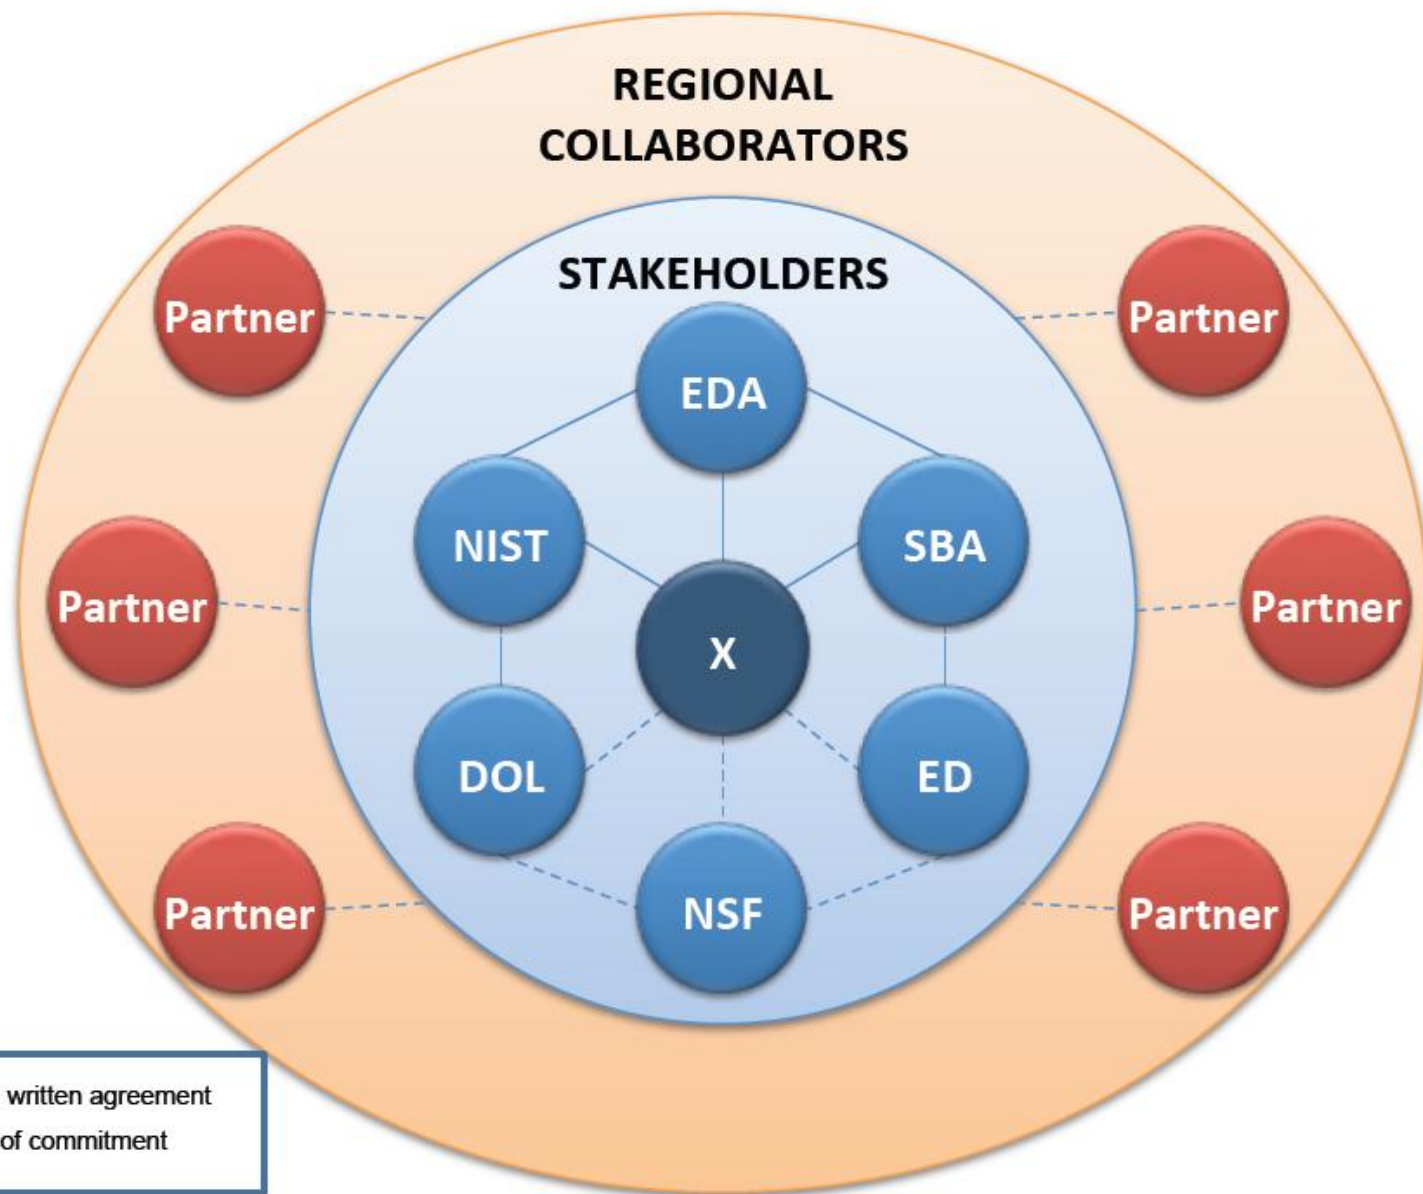 REGIONAL
COLLABORATORS
STAKEHOLDERS
Partner
Partner
EDA
NIST
SBA
Partner
Partner
X
DOL
ED
Partner
NSF
Partner
written agreement
of commitment